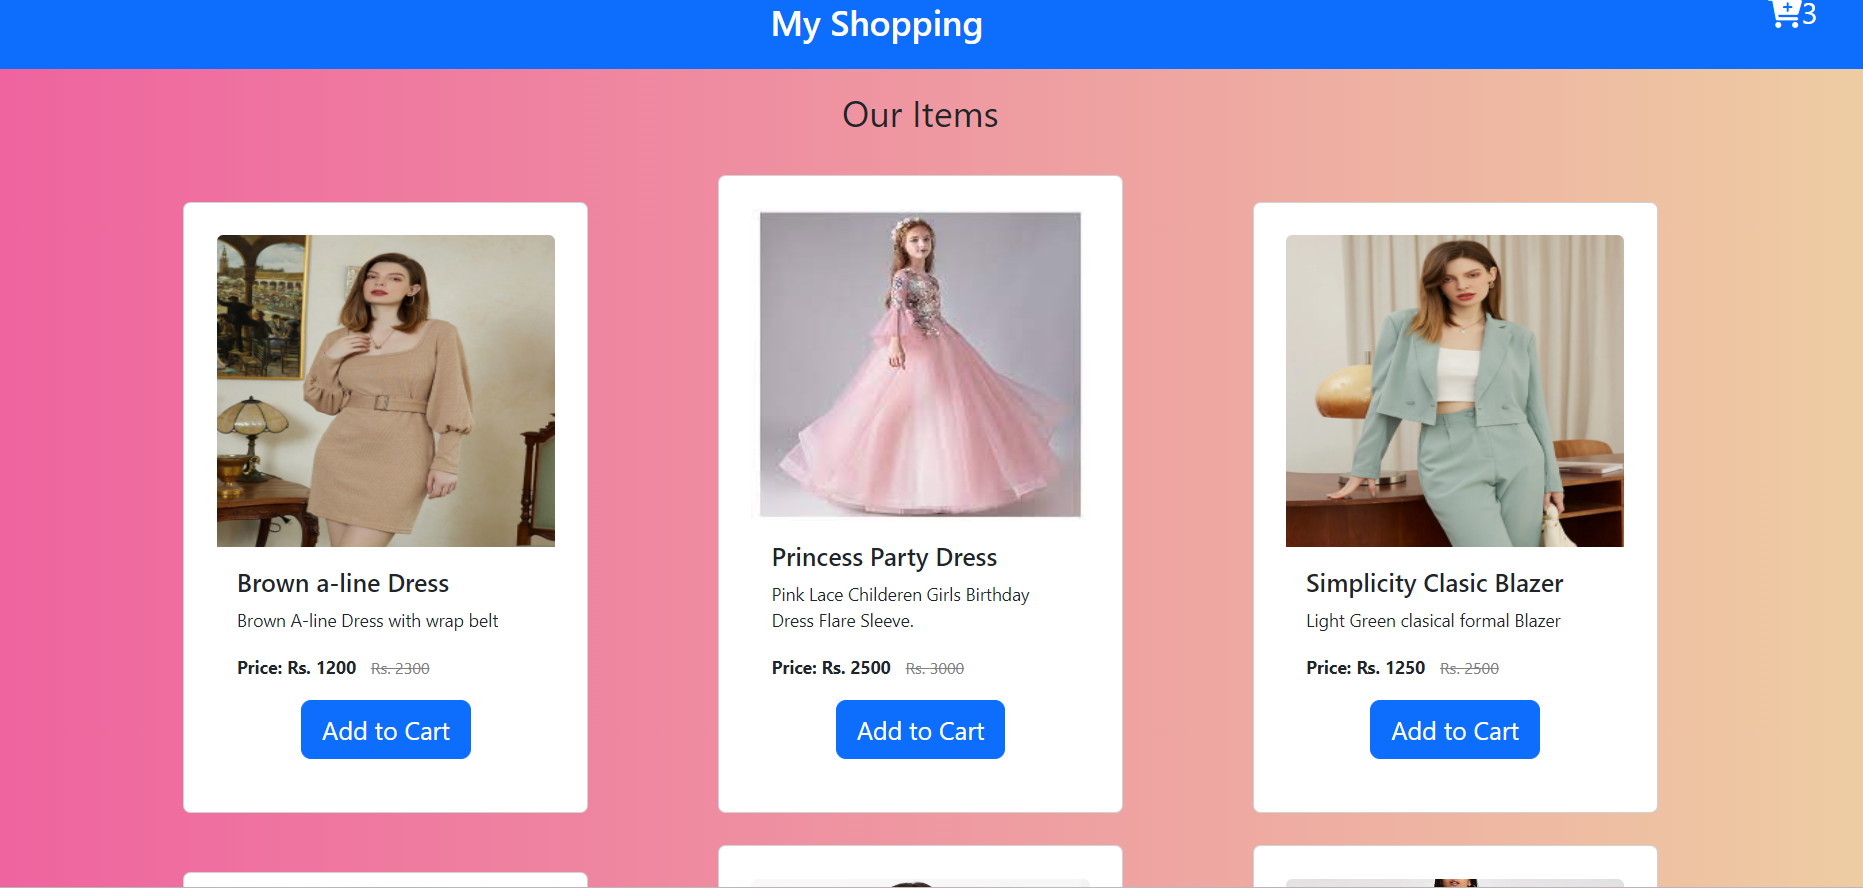 My Shopping
3
Our Items
Brown a-line Dress
Brown A-line Dress with wrap belt
Price: Rs. 1200 Rs. 2300
Add to Cart
Princess Party Dress
Pink Lace Childeren Girls Birthday
Dress Flare Sleeve.
Price: Rs. 2500 Rs. 3000
Add to Cart
Simplicity Clasic Blazer
Light Green clasical formal Blazer
Price: Rs. 1250 Rs. 2500
Add to Cart